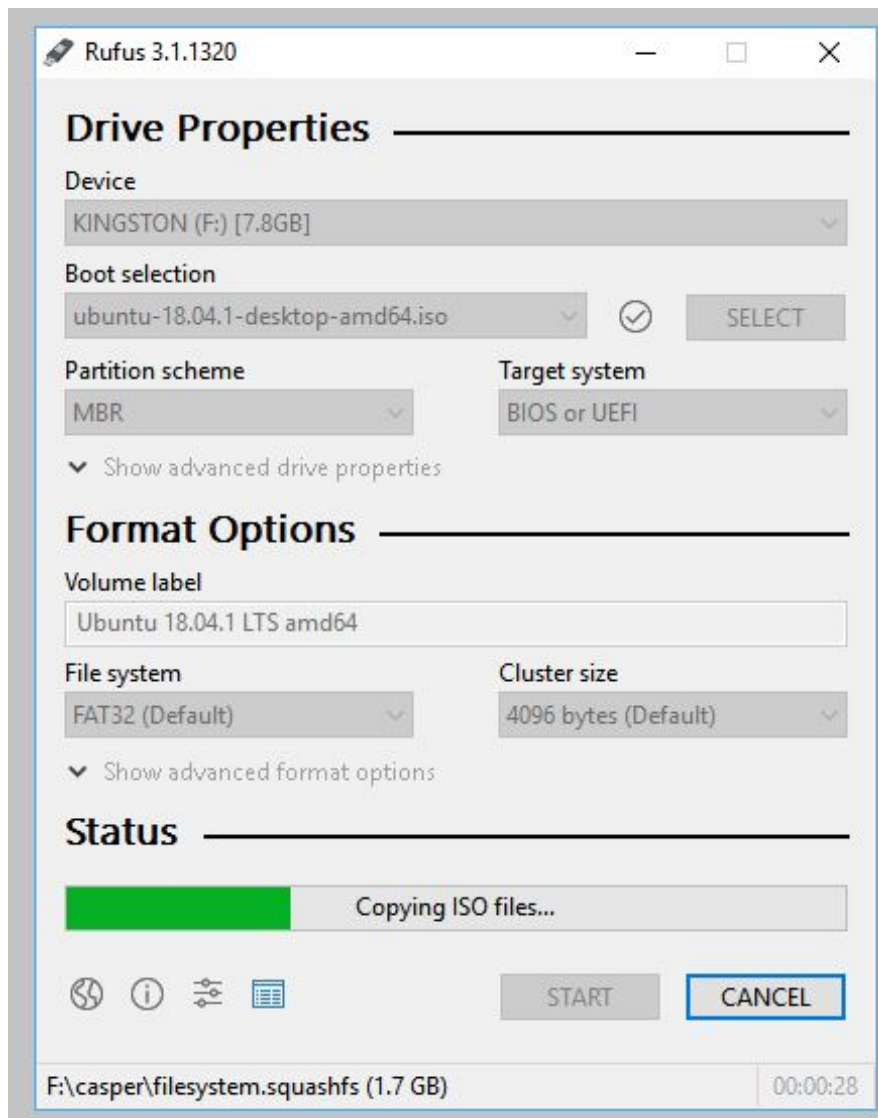 Rufus 3.1.1320
Drive Properties
Device
KINGSTON (F:) [7.8GB]
Boot selection
ubuntu-18.04.1-desktop-amd64.iso
SELECT
Partition scheme
Target system
MBR
BIOS or UEFI
Show advanced drive properties
Format Options
Volume label
Ubuntu 18.04.1 LTS amd64
File system
Cluster size
FAT32 (Default)
4096 bytes (Default)
Show advanced format options
Status
Copying ISO files...
START
CANCEL
F:\casper\filesystem.squashfs (1.7 GB)
00:00:28